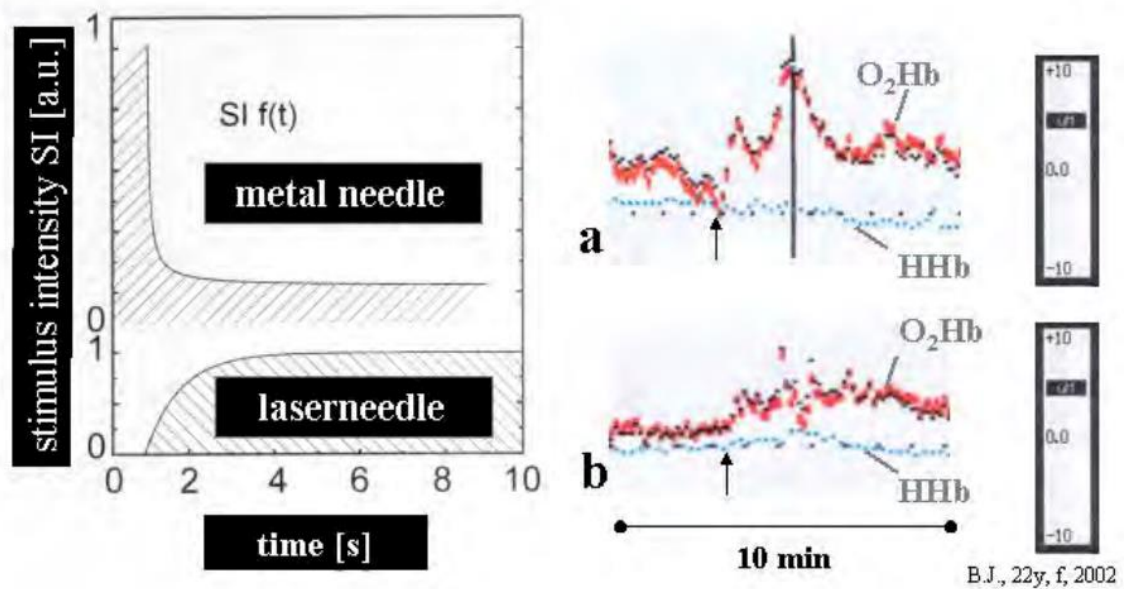 stimulus intensity SI [a.u.]
1
0
1
0
SI f(t)
metal needle
laserneedle
0 2 4 6 8 10
time [s]
a
O₂Hb
HHb
+10
0.0
−10
b
O₂Hb
HHb
+10
0.0
−10
10 min
B.J., 22y, f, 2002